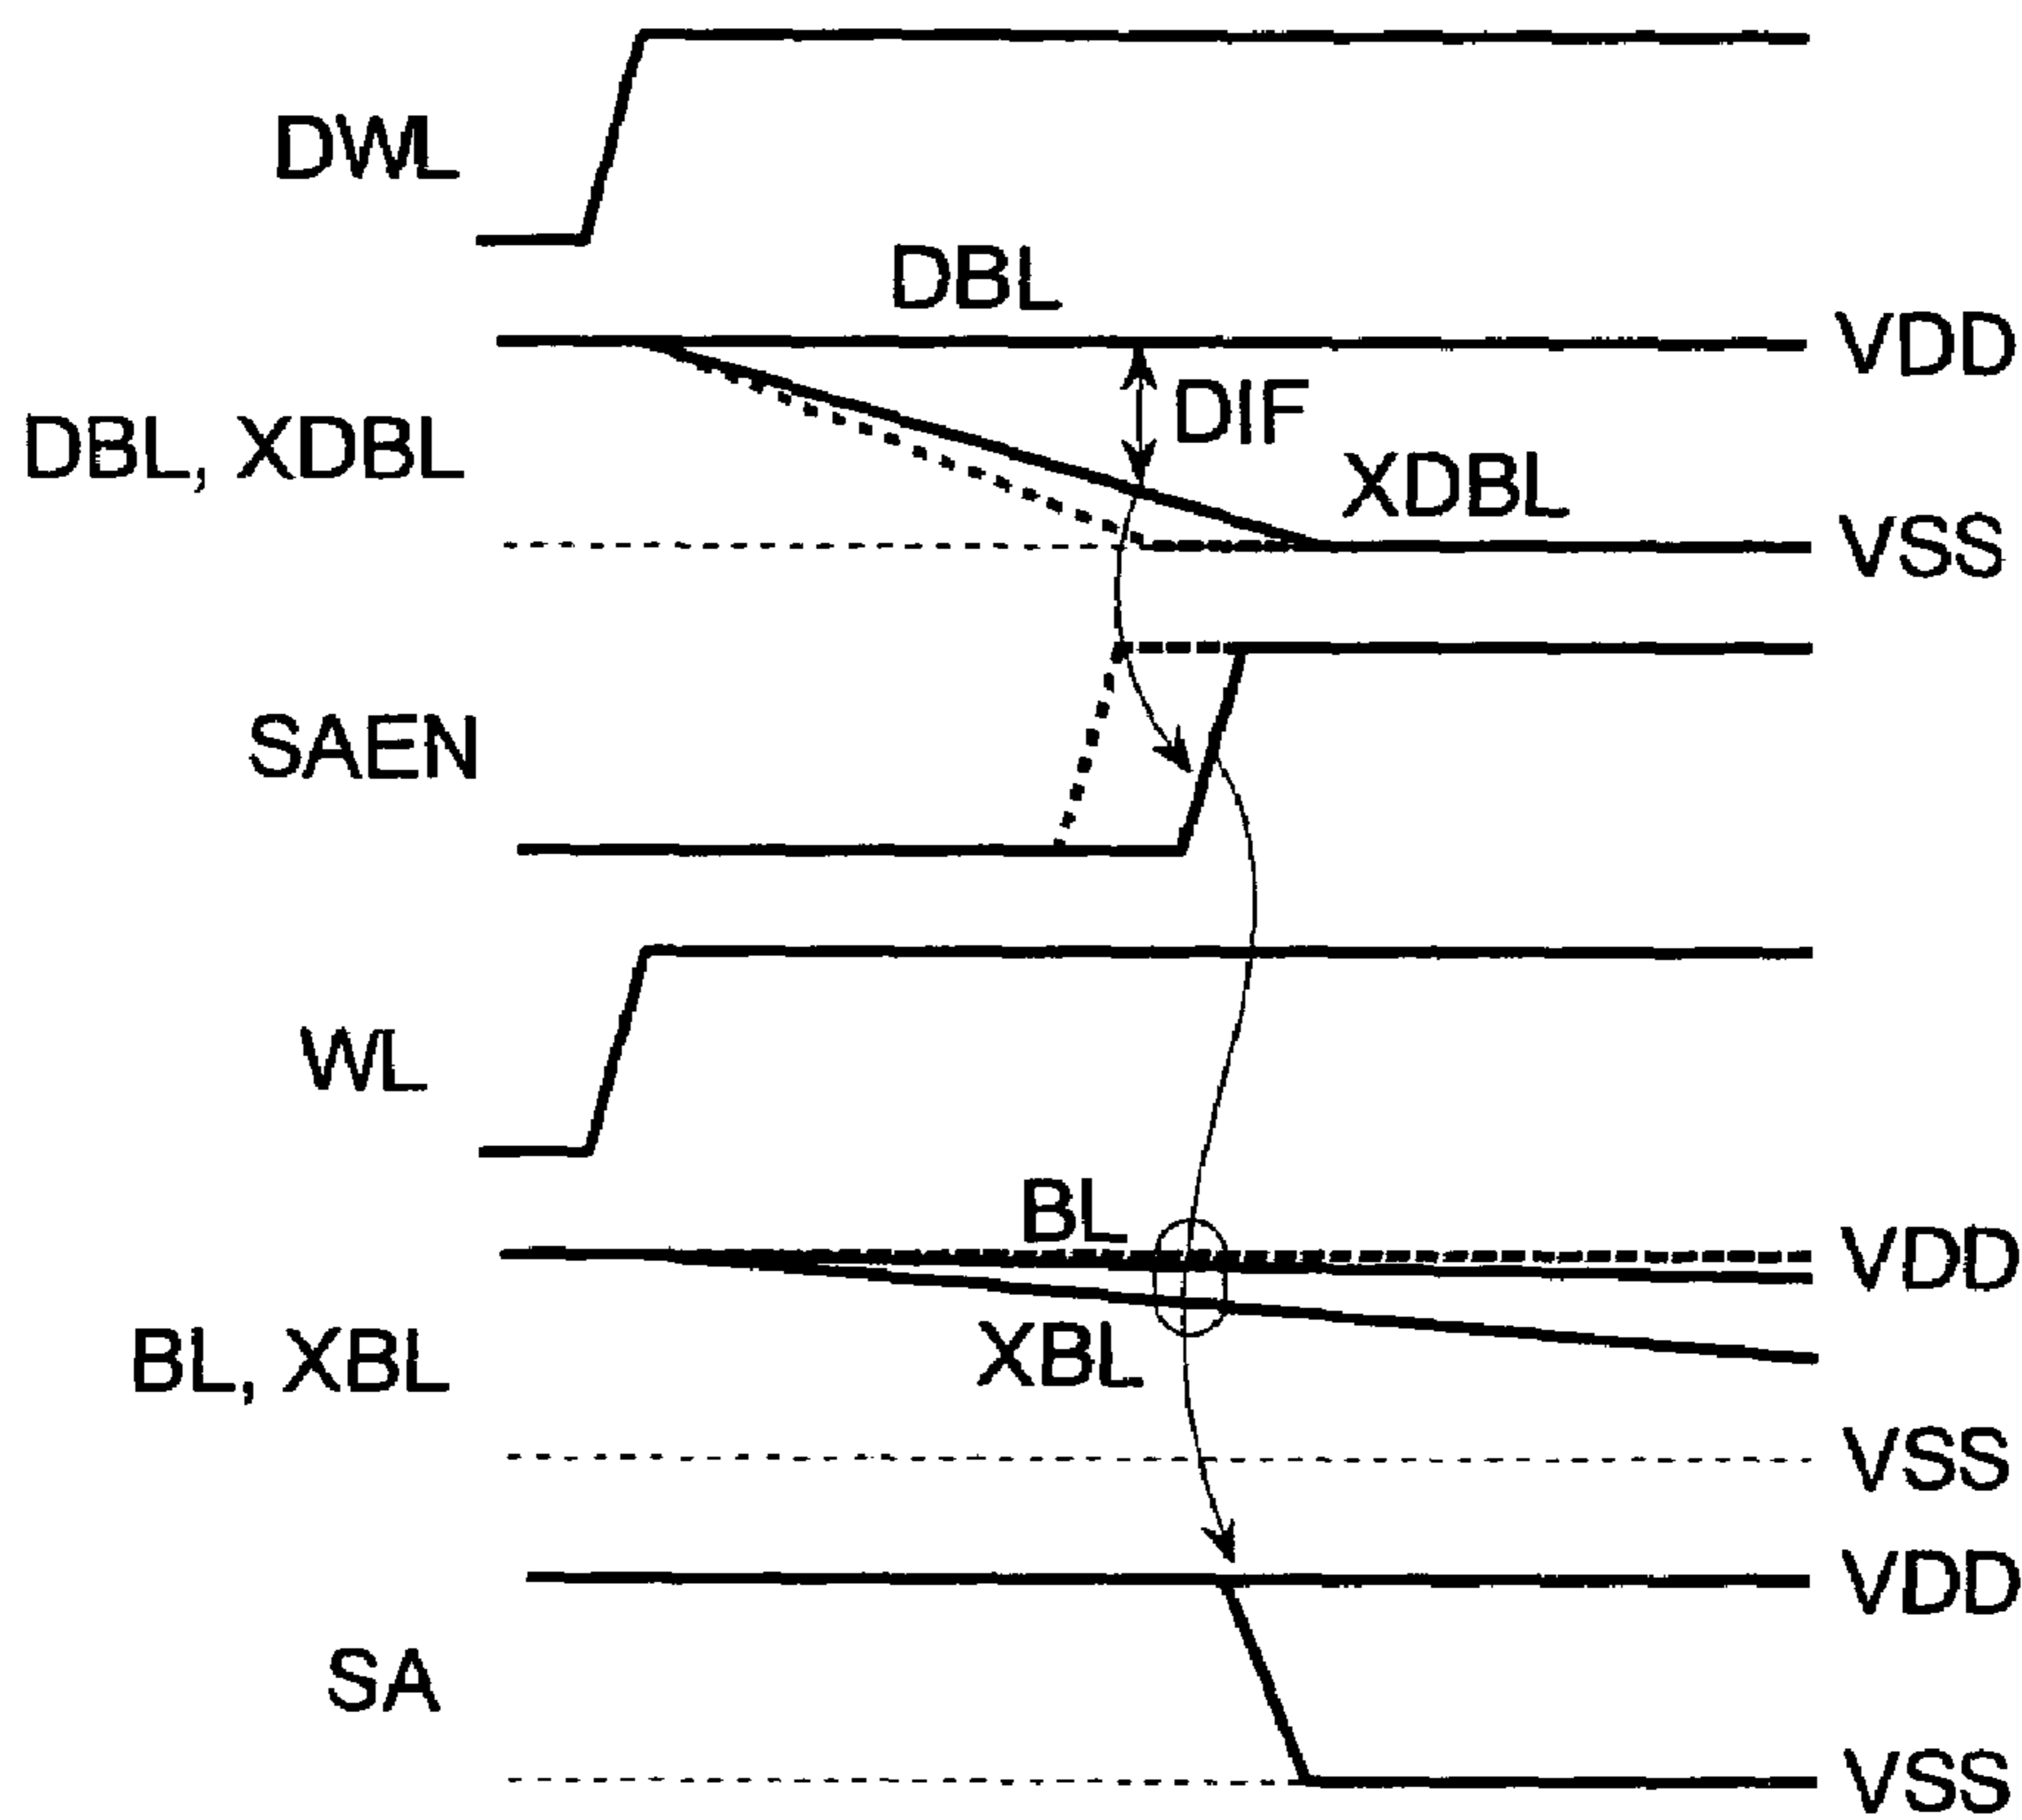 DWL
DBL
VDD
DIF
DBL, XDBL
XDBL
VSS
SAEN
WL
BL
VDD
XBL
BL, XBL
VSS
VDD
SA
VSS